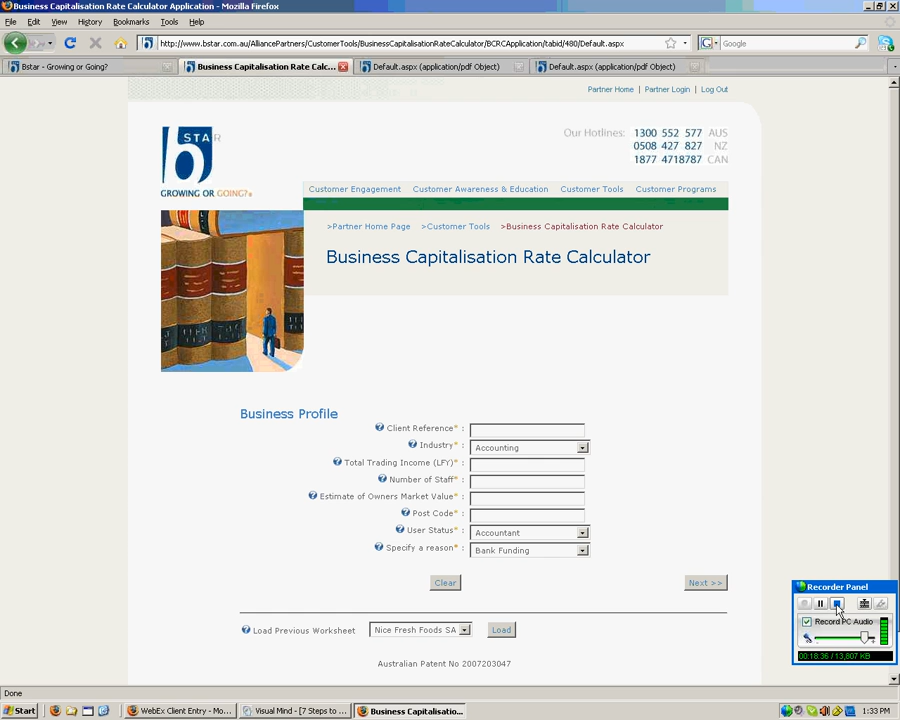 Business Capitalisation Rate Calculator Application - Mozilla Firefox
File Edit View History Bookmarks Tools Help
http://www.bstar.com.au/AlliancePartners/CustomerTools/BusinessCapitalisationRateCalculator/BCRCApplication/tabid/480/Default.aspx
Google
Bstar - Growing or Going?
Business Capitalisation Rate Calc...
Default.aspx (application/pdf Object)
Default.aspx (application/pdf Object)
Partner Home | Partner Login | Log Out
b STAR
GROWING OR GOING?
Our Hotlines: 1300 552 577 AUS
0508 427 827 NZ
1877 4718787 CAN
Customer Engagement Customer Awareness & Education Customer Tools Customer Programs
>Partner Home Page >Customer Tools >Business Capitalisation Rate Calculator
Business Capitalisation Rate Calculator
Business Profile
Client Reference* :
Industry* : Accounting
Total Trading Income (LFY)* :
Number of Staff* :
Estimate of Owners Market Value* :
Post Code* :
User Status* : Accountant
Specify a reason* : Bank Funding
Clear
Next >>
Load Previous Worksheet Nice Fresh Foods SA Load
Australian Patent No 2007203047
Recorder Panel
Record PC Audio
00:18:36 / 13,807 KB
Done
Start
WebEx Client Entry - Mo...
Visual Mind - [7 Steps to ...
Business Capitalisatio...
1:33 PM